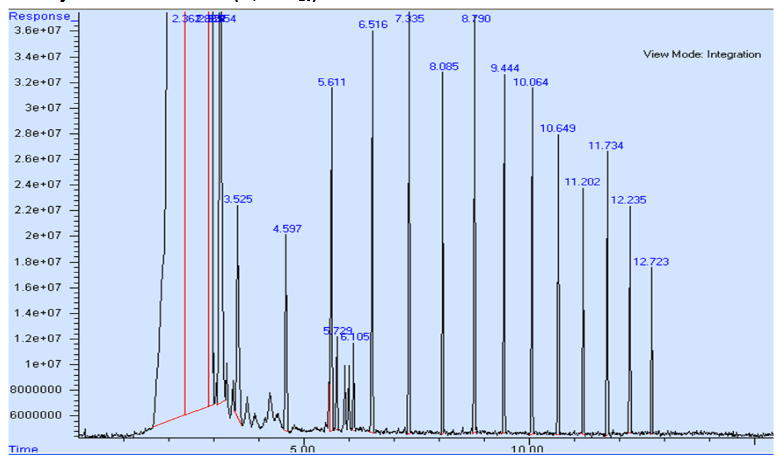 Response
2.362
3.525
4.597
5.611
5.729
6.105
6.516
7.335
8.085
8.790
9.444
10.064
10.649
11.202
11.734
12.235
12.723
View Mode: Integration
3.6e+07
3.4e+07
3.2e+07
3e+07
2.8e+07
2.6e+07
2.4e+07
2.2e+07
2e+07
1.8e+07
1.6e+07
1.4e+07
1.2e+07
1e+07
8000000
6000000
Time
5.00
10.00